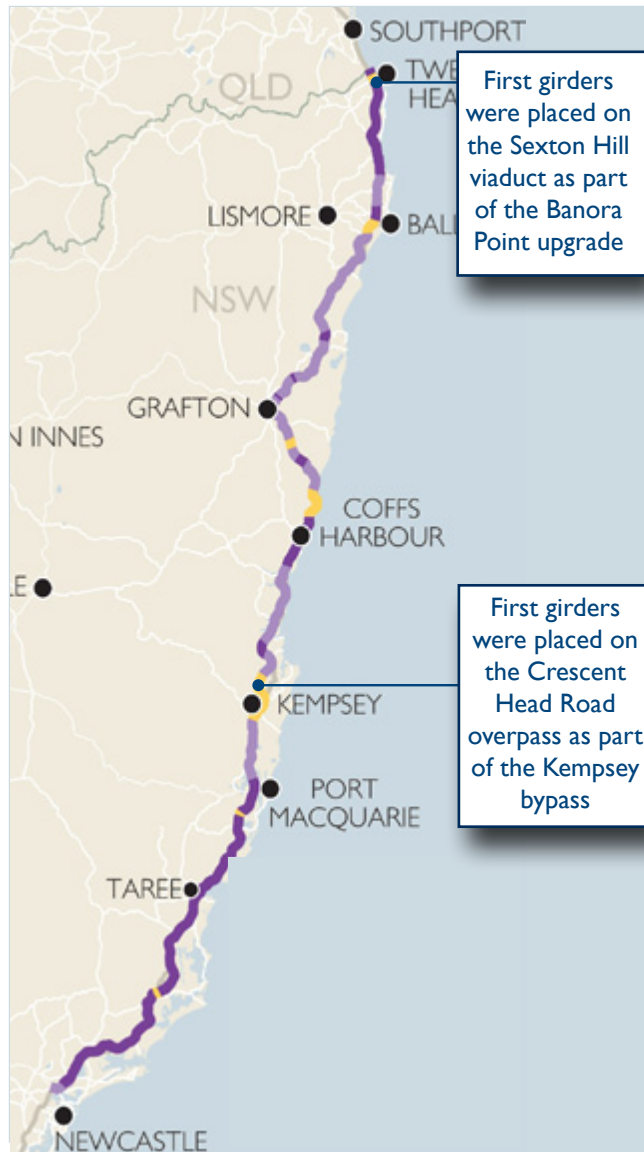 SOUTHPORT
QLD
TWE
HEA
First girders
were placed on
the Sexton Hill
viaduct as part
of the Banora
Point upgrade
LISMORE
BALL
NSW
GRAFTON
N INNES
COFFS
HARBOUR
LE
First girders
were placed on
the Crescent
Head Road
overpass as part
of the Kempsey
bypass
KEMPSEY
PORT
MACQUARIE
TAREE
NEWCASTLE